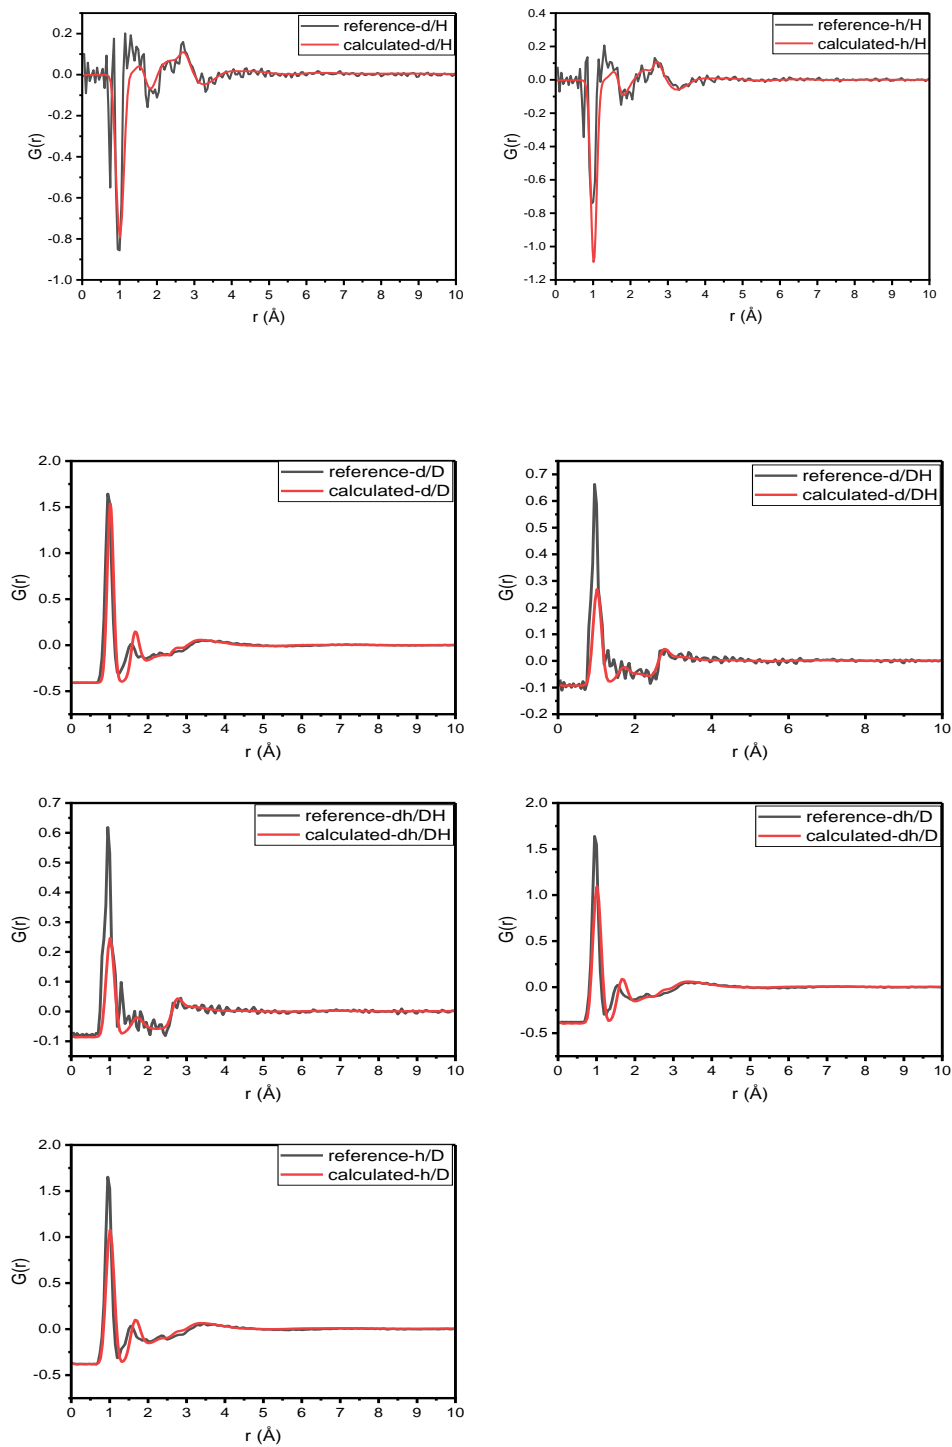 reference-d/H
calculated-d/H
0.2
0.0
-0.2
-0.4
-0.6
-0.8
-1.0
G(r)
0 1 2 3 4 5 6 7 8 9 10
r (Å)
reference-h/H
calculated-h/H
0.4
0.2
0.0
-0.2
-0.4
-0.6
-0.8
-1.0
-1.2
G(r)
0 1 2 3 4 5 6 7 8 9 10
r (Å)
reference-d/D
calculated-d/D
2.0
1.5
1.0
0.5
0.0
-0.5
G(r)
0 1 2 3 4 5 6 7 8 9 10
r (Å)
reference-d/DH
calculated-d/DH
0.7
0.6
0.5
0.4
0.3
0.2
0.1
0.0
-0.1
-0.2
G(r)
0 2 4 6 8 10
r (Å)
reference-dh/DH
calculated-dh/DH
0.7
0.6
0.5
0.4
0.3
0.2
0.1
0.0
-0.1
G(r)
0 1 2 3 4 5 6 7 8 9 10
r (Å)
reference-dh/D
calculated-dh/D
2.0
1.5
1.0
0.5
0.0
-0.5
G(r)
0 1 2 3 4 5 6 7 8 9 10
r (Å)
reference-h/D
calculated-h/D
2.0
1.5
1.0
0.5
0.0
-0.5
G(r)
0 1 2 3 4 5 6 7 8 9 10
r (Å)